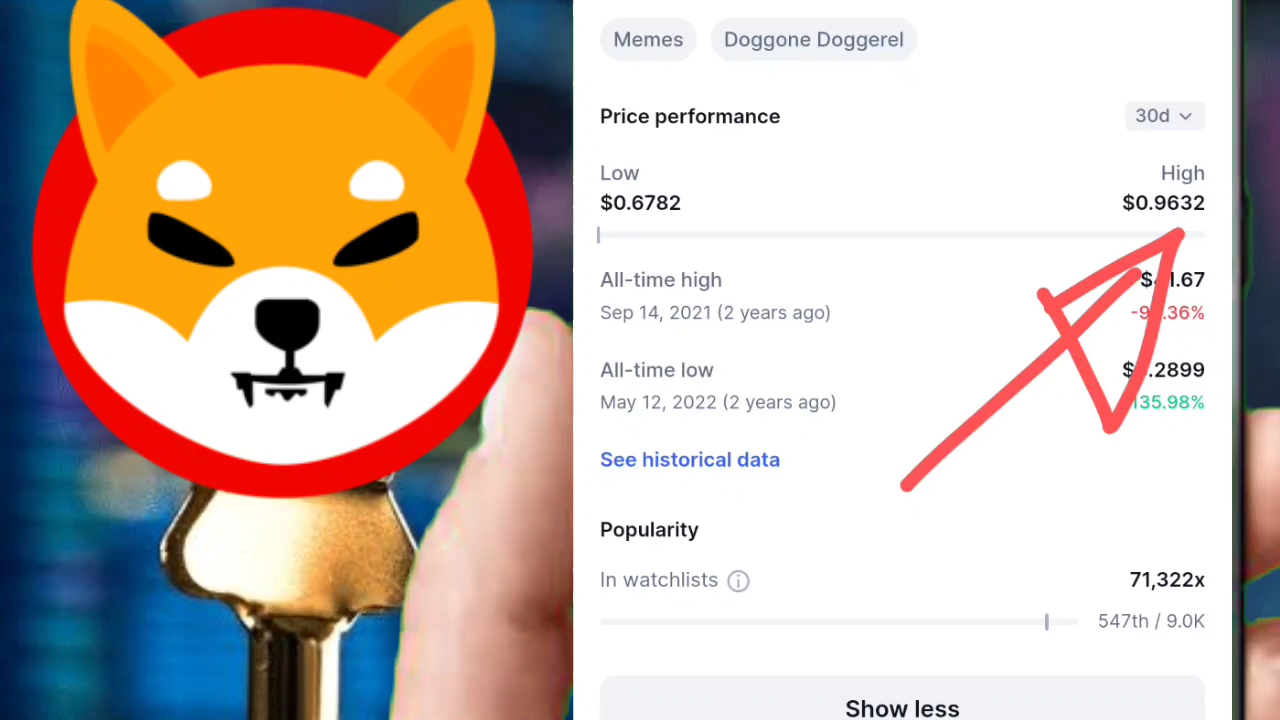 Memes Doggone Doggerel
Price performance 30d
Low High
$0.6782 $0.9632
All-time high
Sep 14, 2021 (2 years ago)
All-time low
May 12, 2022 (2 years ago)
See historical data
Popularity
In watchlists 71,322x
547th / 9.0K
Show less